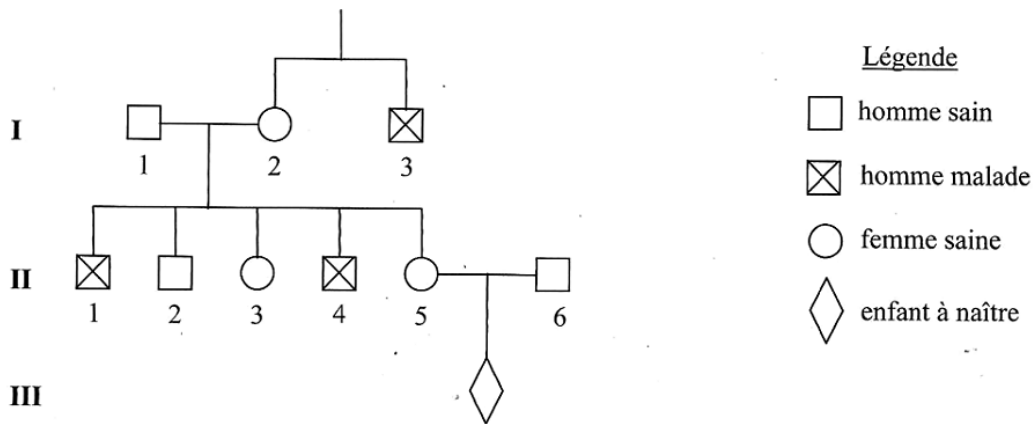 Légende
homme sain
homme malade
femme saine
enfant à naître
I
1
2
3
II
1
2
3
4
5
6
III